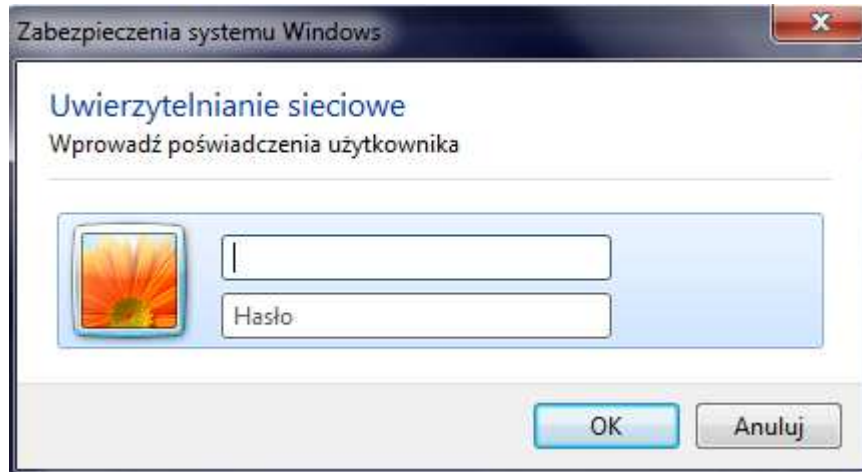 Zabezpieczenia systemu Windows
Uwierzytelnianie sieciowe
Wprowadź poświadczenia użytkownika
Hasło
OK Anuluj